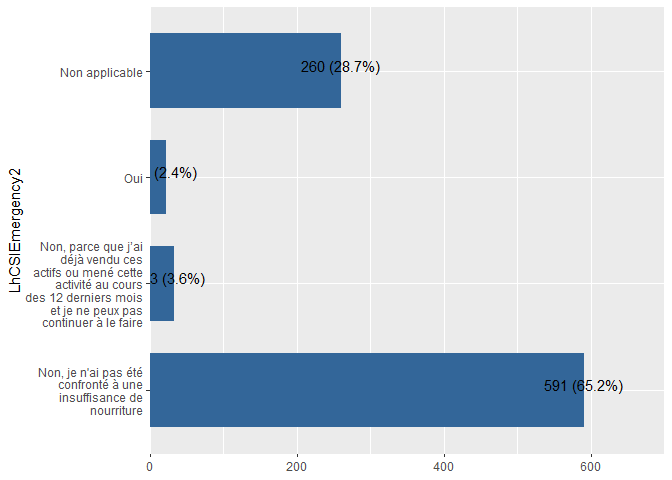 LhCSIEmergency2
Non applicable
260 (28.7%)
Oui
(2.4%)
Non, parce que j'ai
déjà vendu ces
actifs ou mené cette
activité au cours
des 12 derniers mois
et je ne peux pas
continuer à le faire
3 (3.6%)
Non, je n'ai pas été
confronté à une
insuffisance de
nourriture
591 (65.2%)
0
200
400
600